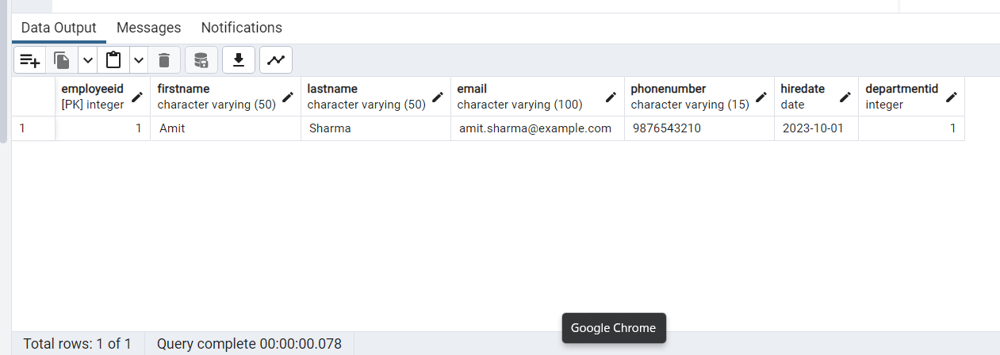 Data Output Messages Notifications
employeeid firstname lastname email phonenumber hiredate departmentid
[PK] integer character varying (50) character varying (50) character varying (100) character varying (15) date integer
1 1 Amit Sharma amit.sharma@example.com 9876543210 2023-10-01 1
Google Chrome
Total rows: 1 of 1 Query complete 00:00:00.078